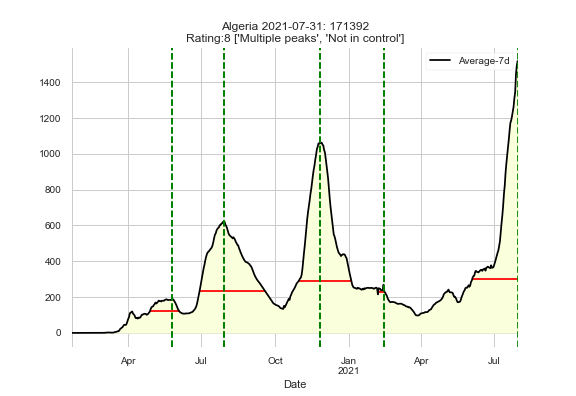 Algeria 2021-07-31: 171392
Rating:8 ['Multiple peaks', 'Not in control']
Average-7d
1400
1200
1000
800
600
400
200
0
Apr
Jul
Oct
Jan
2021
Apr
Jul
Date